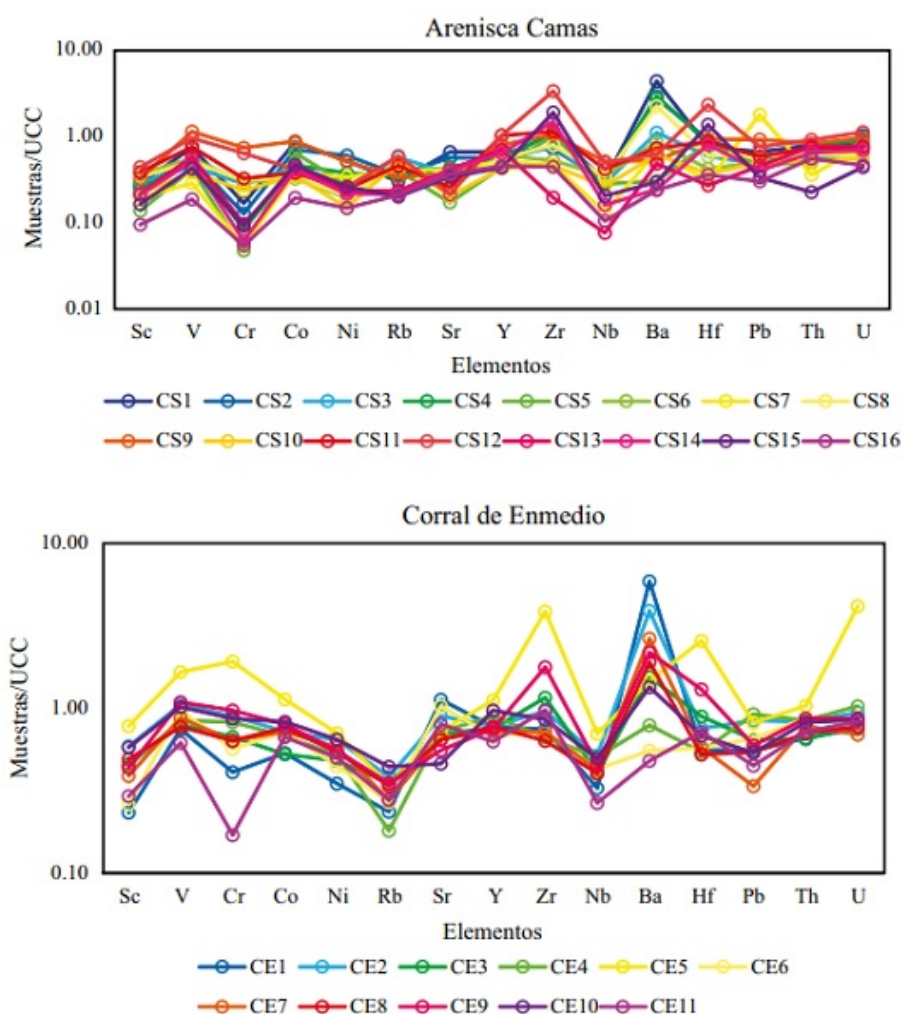 Arenisca Camas
10.00
1.00
0.10
0.01
Muestras/UCC
Sc V Cr Co Ni Rb Sr Y Zr Nb Ba Hf Pb Th U
Elementos
CS1 CS2 CS3 CS4 CS5 CS6 CS7 CS8
CS9 CS10 CS11 CS12 CS13 CS14 CS15 CS16
Corral de Enmedio
10.00
1.00
0.10
Muestras/UCC
Sc V Cr Co Ni Rb Sr Y Zr Nb Ba Hf Pb Th U
Elementos
CE1 CE2 CE3 CE4 CE5 CE6
CE7 CE8 CE9 CE10 CE11